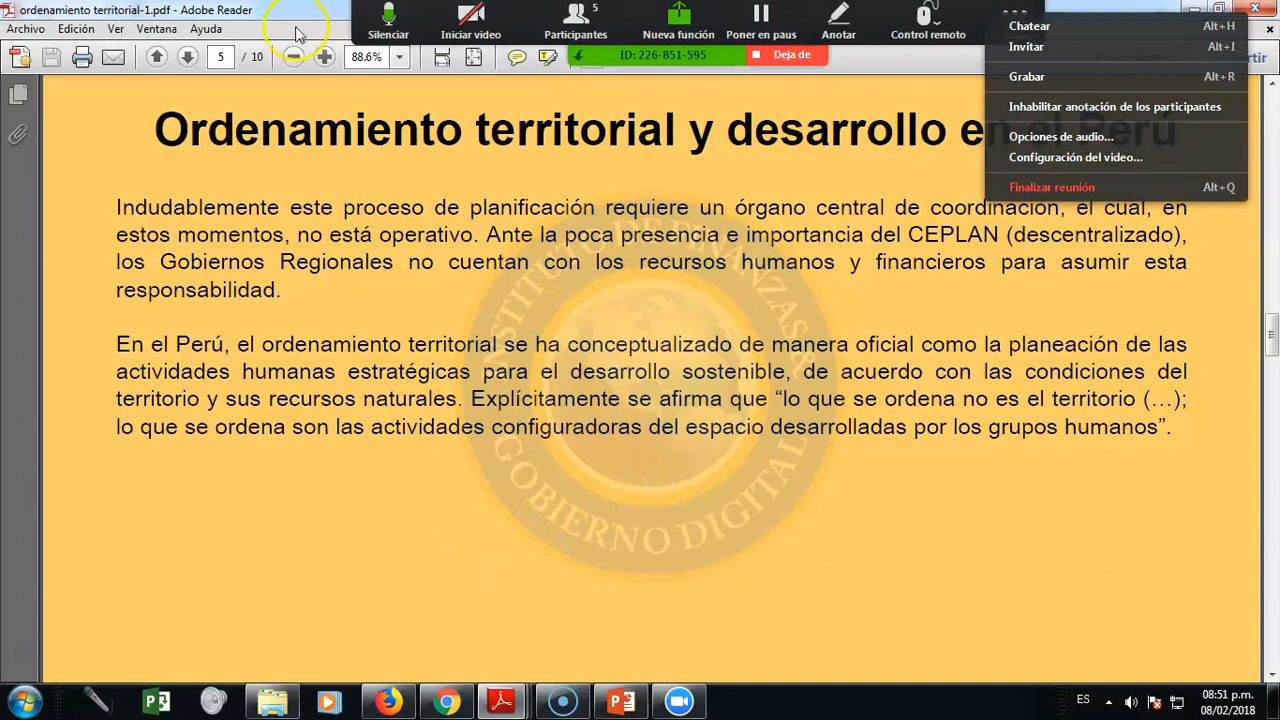 ordenamiento territorial-1.pdf - Adobe Reader
Archivo Edición Ver Ventana Ayuda
Silenciar Iniciar video Participantes 5 Nueva función Poner en paus Anotar Control remoto
ID: 226-851-595 Deja de
5 / 10 88.6%
Chatear Alt+H
Invitar Alt+I
Grabar Alt+R
Inhabilitar anotación de los participantes
Opciones de audio...
Configuración del video...
Finalizar reunión Alt+Q
Ordenamiento territorial y desarrollo en el Perú
Indudablemente este proceso de planificación requiere un órgano central de coordinación, el cual, en
estos momentos, no está operativo. Ante la poca presencia e importancia del CEPLAN (descentralizado),
los Gobiernos Regionales no cuentan con los recursos humanos y financieros para asumir esta
responsabilidad.
En el Perú, el ordenamiento territorial se ha conceptualizado de manera oficial como la planeación de las
actividades humanas estratégicas para el desarrollo sostenible, de acuerdo con las condiciones del
territorio y sus recursos naturales. Explícitamente se afirma que “lo que se ordena no es el territorio (…);
lo que se ordena son las actividades configuradoras del espacio desarrolladas por los grupos humanos”.
INSTITUTO DE FINANZAS &
GOBIERNO DIGITAL
ES
08:51 p.m.
08/02/2018